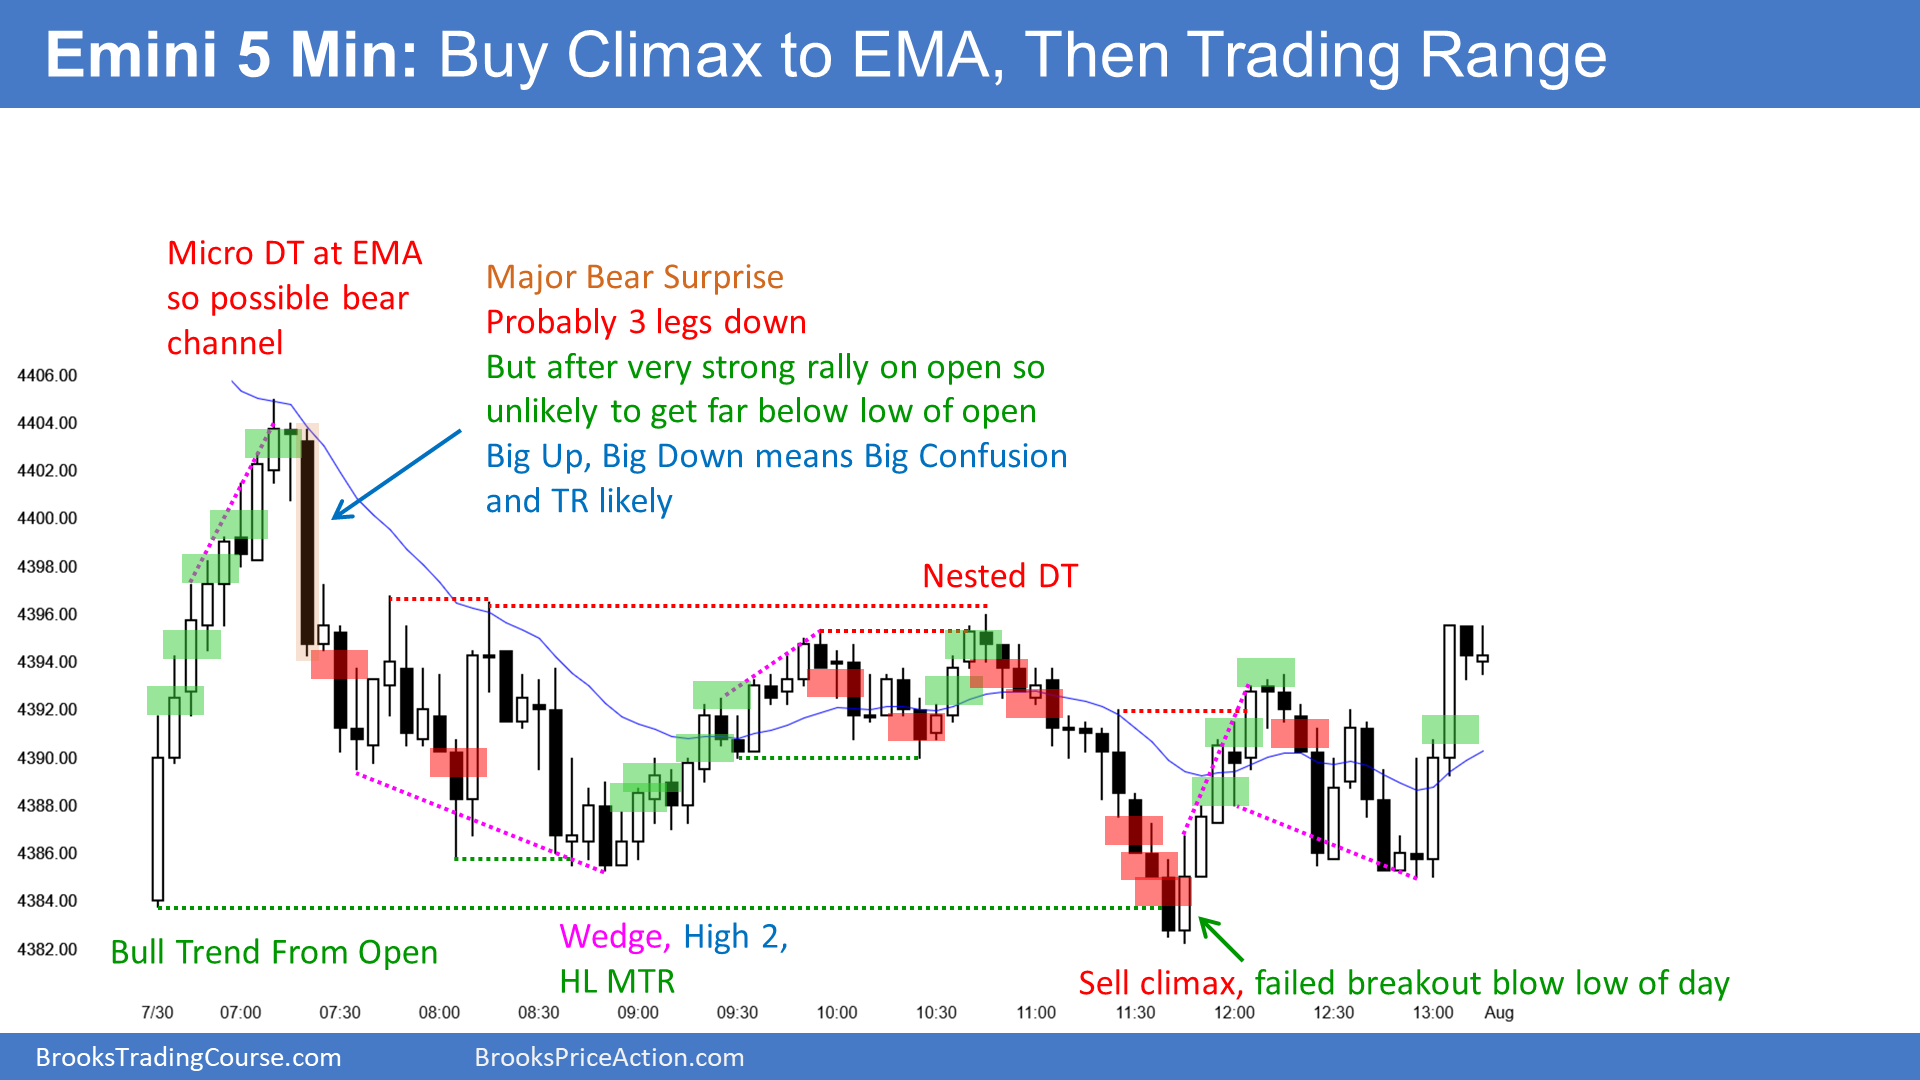 Emini 5 Min: Buy Climax to EMA, Then Trading Range
Micro DT at EMA
so possible bear
channel
Major Bear Surprise
Probably 3 legs down
But after very strong rally on open so
unlikely to get far below low of open
Big Up, Big Down means Big Confusion
and TR likely
4406.00
4404.00
4402.00
4400.00
4398.00
4396.00
4394.00
4392.00
4390.00
4388.00
4386.00
4384.00
4382.00
Nested DT
Bull Trend From Open
Wedge, High 2,
HL MTR
Sell climax, failed breakout blow low of day
7/30 07:00 07:30 08:00 08:30 09:00 09:30 10:00 10:30 11:00 11:30 12:00 12:30 13:00 Aug
BrooksTradingCourse.com BrooksPriceAction.com